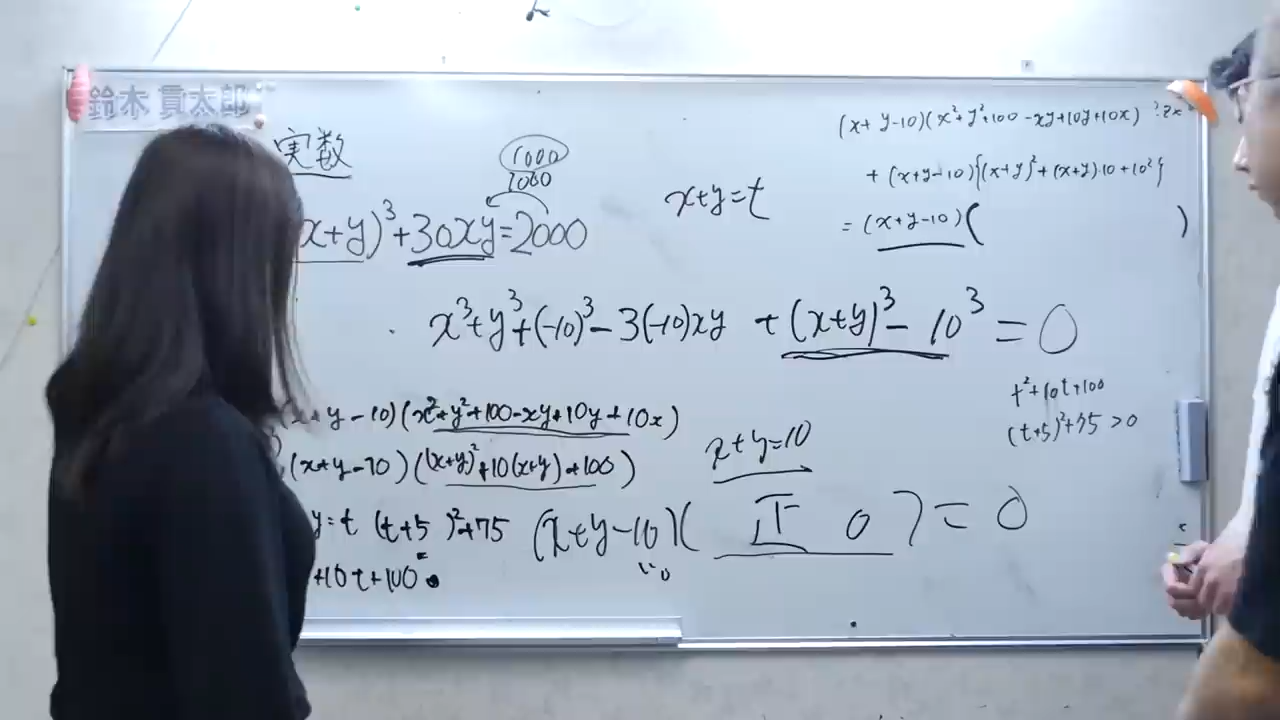 鈴木 貫太郎
実数
1000
1000
x+y)³+30xy=2000
x+y=t
(x+y-10)(x²+y²+100-xy+10y+10x)
+(x+y-10){(x+y)²+(x+y)・10+10²}
=(x+y-10)( )
x³+y³+(-10)³-3(-10)xy +(x+y)³-10³=0
t²+10t+100
(t+5)²+75>0
x+y-10)(x²+y²+100-xy+10y+10x)
(x+y-10)((x+y)²+10(x+y)+100)
x+y=10
y=t (t+5)²+75
+10t+100
(x+y-10)( 正 0 )=0